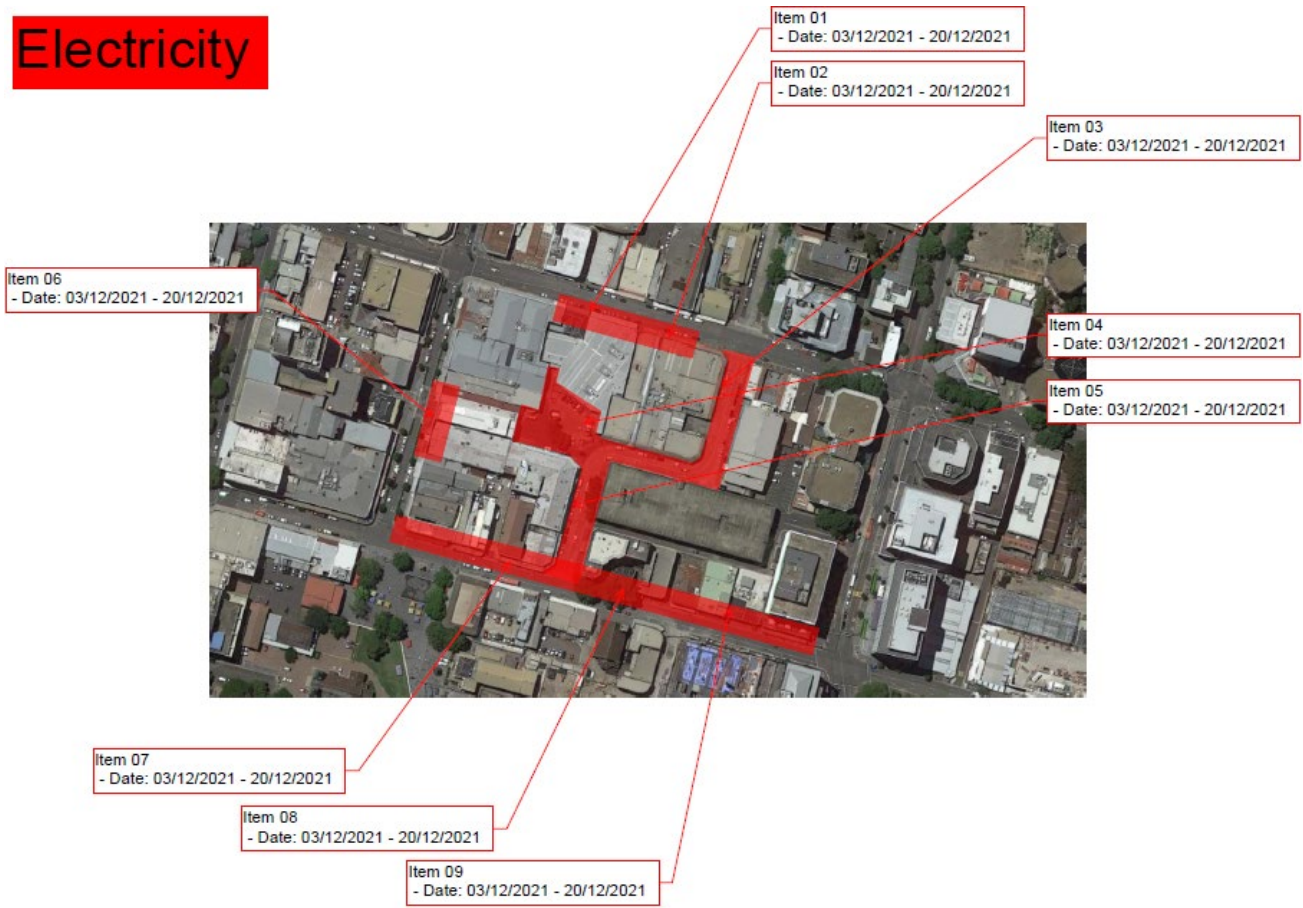 Electricity
Item 01
- Date: 03/12/2021 - 20/12/2021
Item 02
- Date: 03/12/2021 - 20/12/2021
Item 03
- Date: 03/12/2021 - 20/12/2021
Item 06
- Date: 03/12/2021 - 20/12/2021
Item 04
- Date: 03/12/2021 - 20/12/2021
Item 05
- Date: 03/12/2021 - 20/12/2021
Item 07
- Date: 03/12/2021 - 20/12/2021
Item 08
- Date: 03/12/2021 - 20/12/2021
Item 09
- Date: 03/12/2021 - 20/12/2021